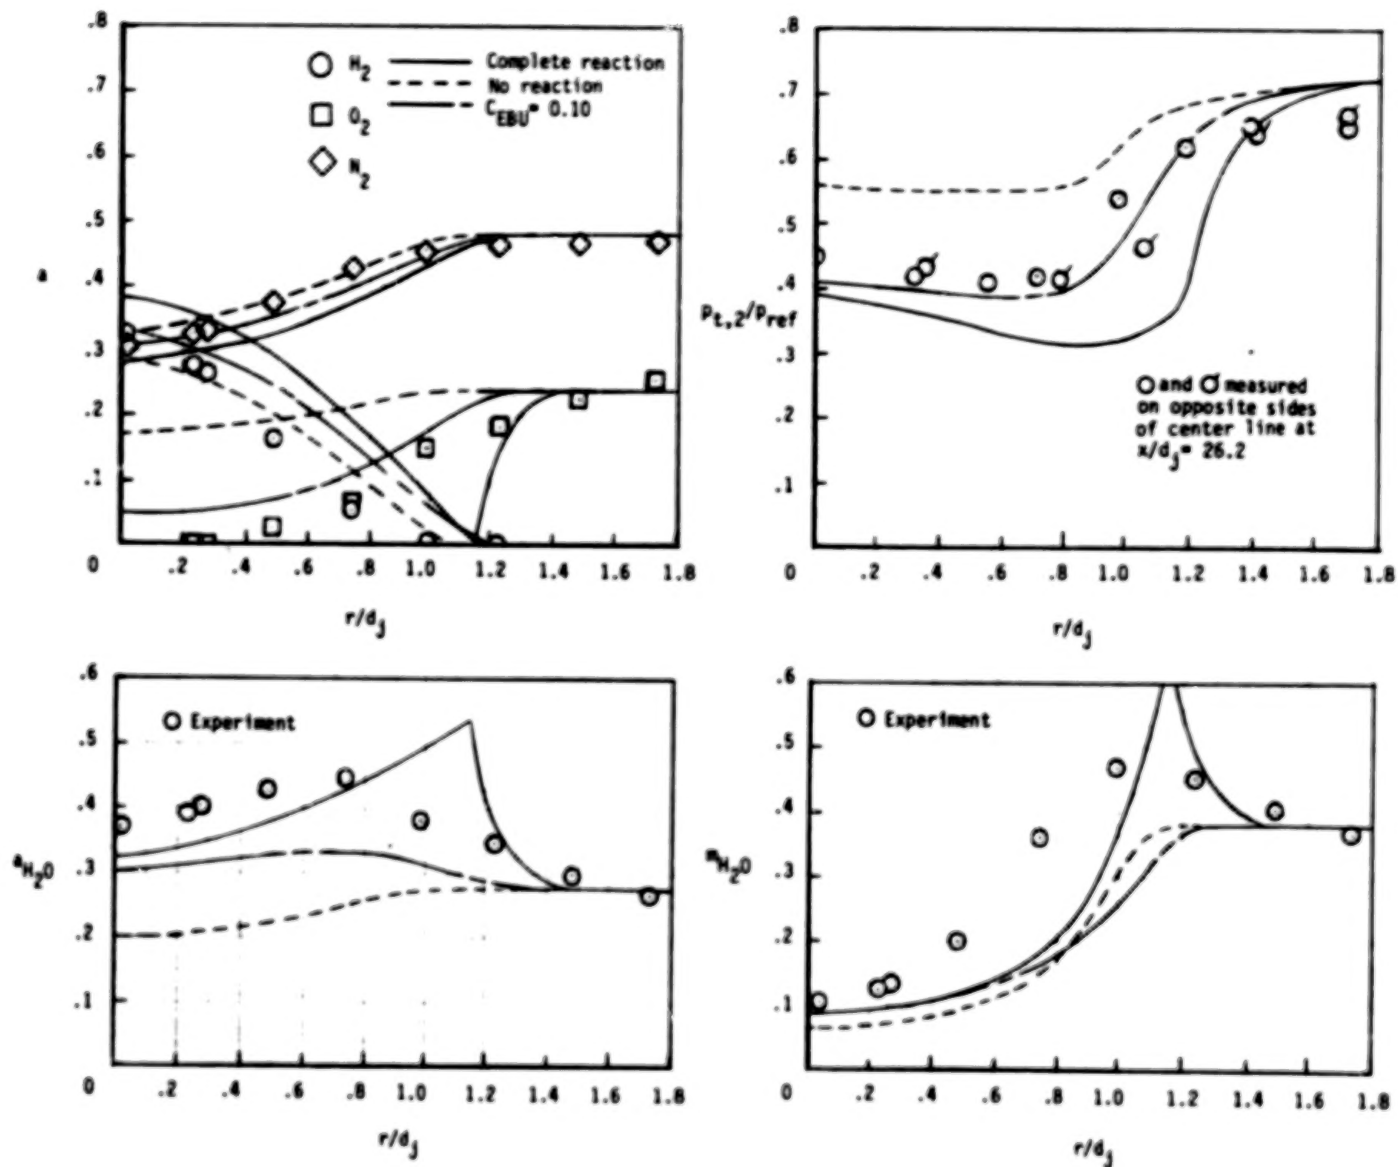 .8
.7
.6
.5
.4
.3
.2
.1
0
a
H2 Complete reaction
No reaction
O2 CEBU= 0.10
N2
.2 .4 .6 .8 1.0 1.2 1.4 1.6 1.8
r/dj
.8
.7
.6
.5
.4
.3
.2
.1
0
pt,2/pref
O and O measured
on opposite sides
of center line at
x/dj= 26.2
.2 .4 .6 .8 1.0 1.2 1.4 1.6 1.8
r/dj
.6
.5
.4
.3
.2
.1
0
aH2O
Experiment
.2 .4 .6 .8 1.0 1.2 1.4 1.6 1.8
r/dj
.6
.5
.4
.3
.2
.1
0
mH2O
Experiment
.2 .4 .6 .8 1.0 1.2 1.4 1.6 1.8
r/dj